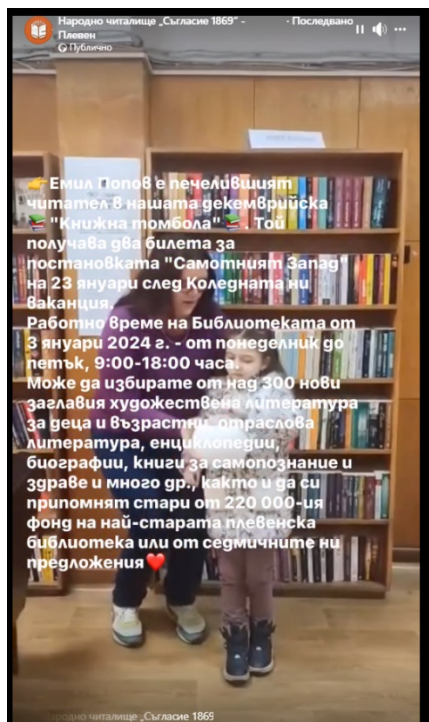 Народно читалище „Съгласие 1869“ - · Последвано
Плевен
Публично
👉Емил Попов е печелившият
читател в нашата декемврийска
📚"Книжна томбола"📚. Той
получава два билета за
постановката "Самотният Запад
на 23 януари след Коледната ни
ваканция.
Работно време на Библиотеката от
3 януари 2024 г. - от понеделник до
петък, 9:00-18:00 часа.
Може да избирате от над 300 нови
заглавия художествена литература
за деца и възрастни, отраслова
литература, енциклопедии,
биографии, книги за самопознание и
здраве и много др., както и да си
припомнят стари от 220 000-ия
фонд на най-старата плевенска
библиотека или от седмичните ни
предложения❤️
Народно читалище „Съгласие 1869